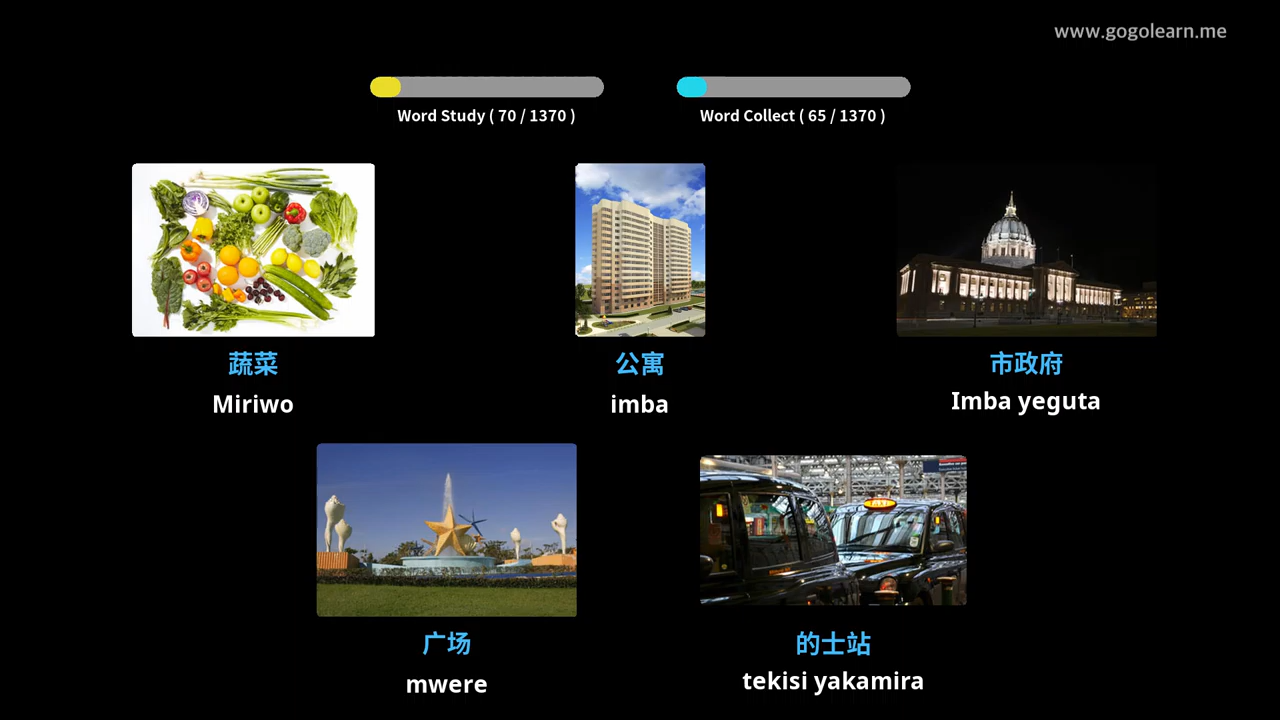 www.gogolearn.me
Word Study ( 70 / 1370 )
Word Collect ( 65 / 1370 )
蔬菜
Miriwo
公寓
imba
市政府
Imba yeguta
TAXI
广场
mwere
的士站
tekisi yakamira